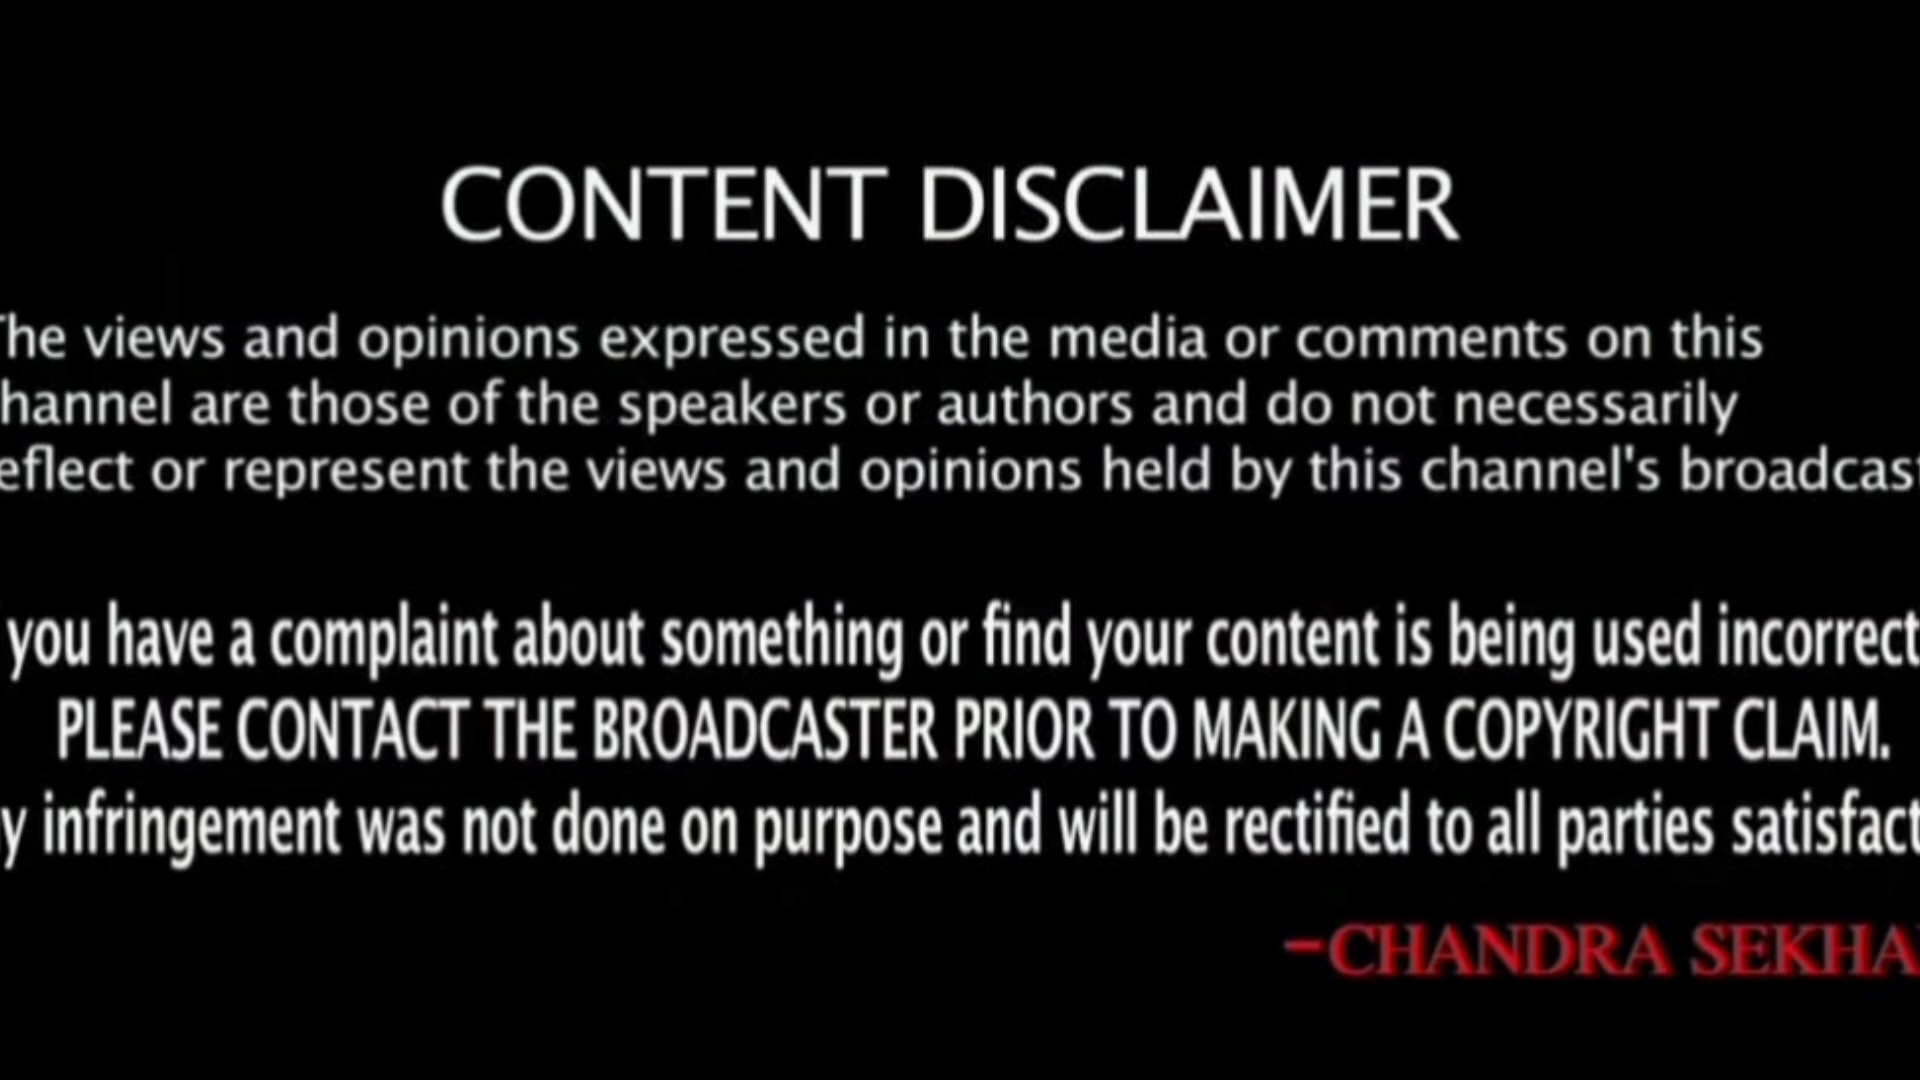 CONTENT DISCLAIMER
The views and opinions expressed in the media or comments on this
hannel are those of the speakers or authors and do not necessarily
eflect or represent the views and opinions held by this channel's broadcast
you have a complaint about something or find your content is being used incorrect
PLEASE CONTACT THE BROADCASTER PRIOR TO MAKING A COPYRIGHT CLAIM.
y infringement was not done on purpose and will be rectified to all parties satisfact
-CHANDRA SEKHA